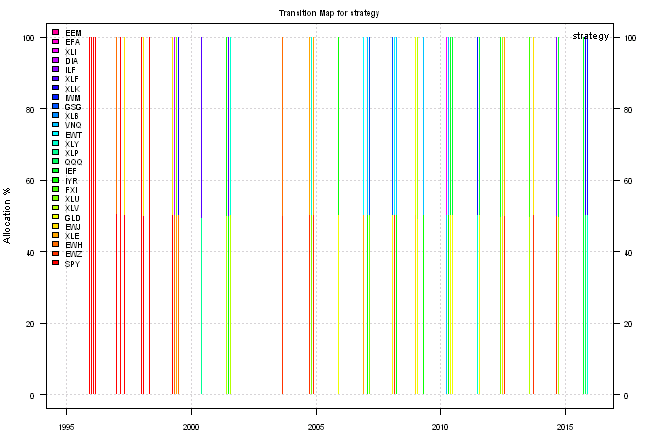 Transition Map for strategy
strategy
100
80
60
40
20
0
100
80
60
40
20
0
Allocation %
EEM
EFA
XLI
DIA
ILF
XLF
XLK
IWM
GSG
XLB
VNQ
EWT
XLY
XLP
QQQ
IEF
IYR
FXI
XLU
XLV
GLD
EWJ
XLE
EWH
EWZ
SPY
1995
2000
2005
2010
2015